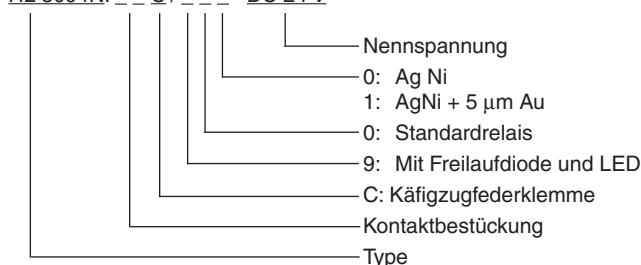 Nennspannung
0: Ag Ni
1: AgNi + 5 µm Au
0: Standardrelais
9: Mit Freilaufdiode und LED
C: Käfigzugfederklemme
Kontaktbestückung
Type